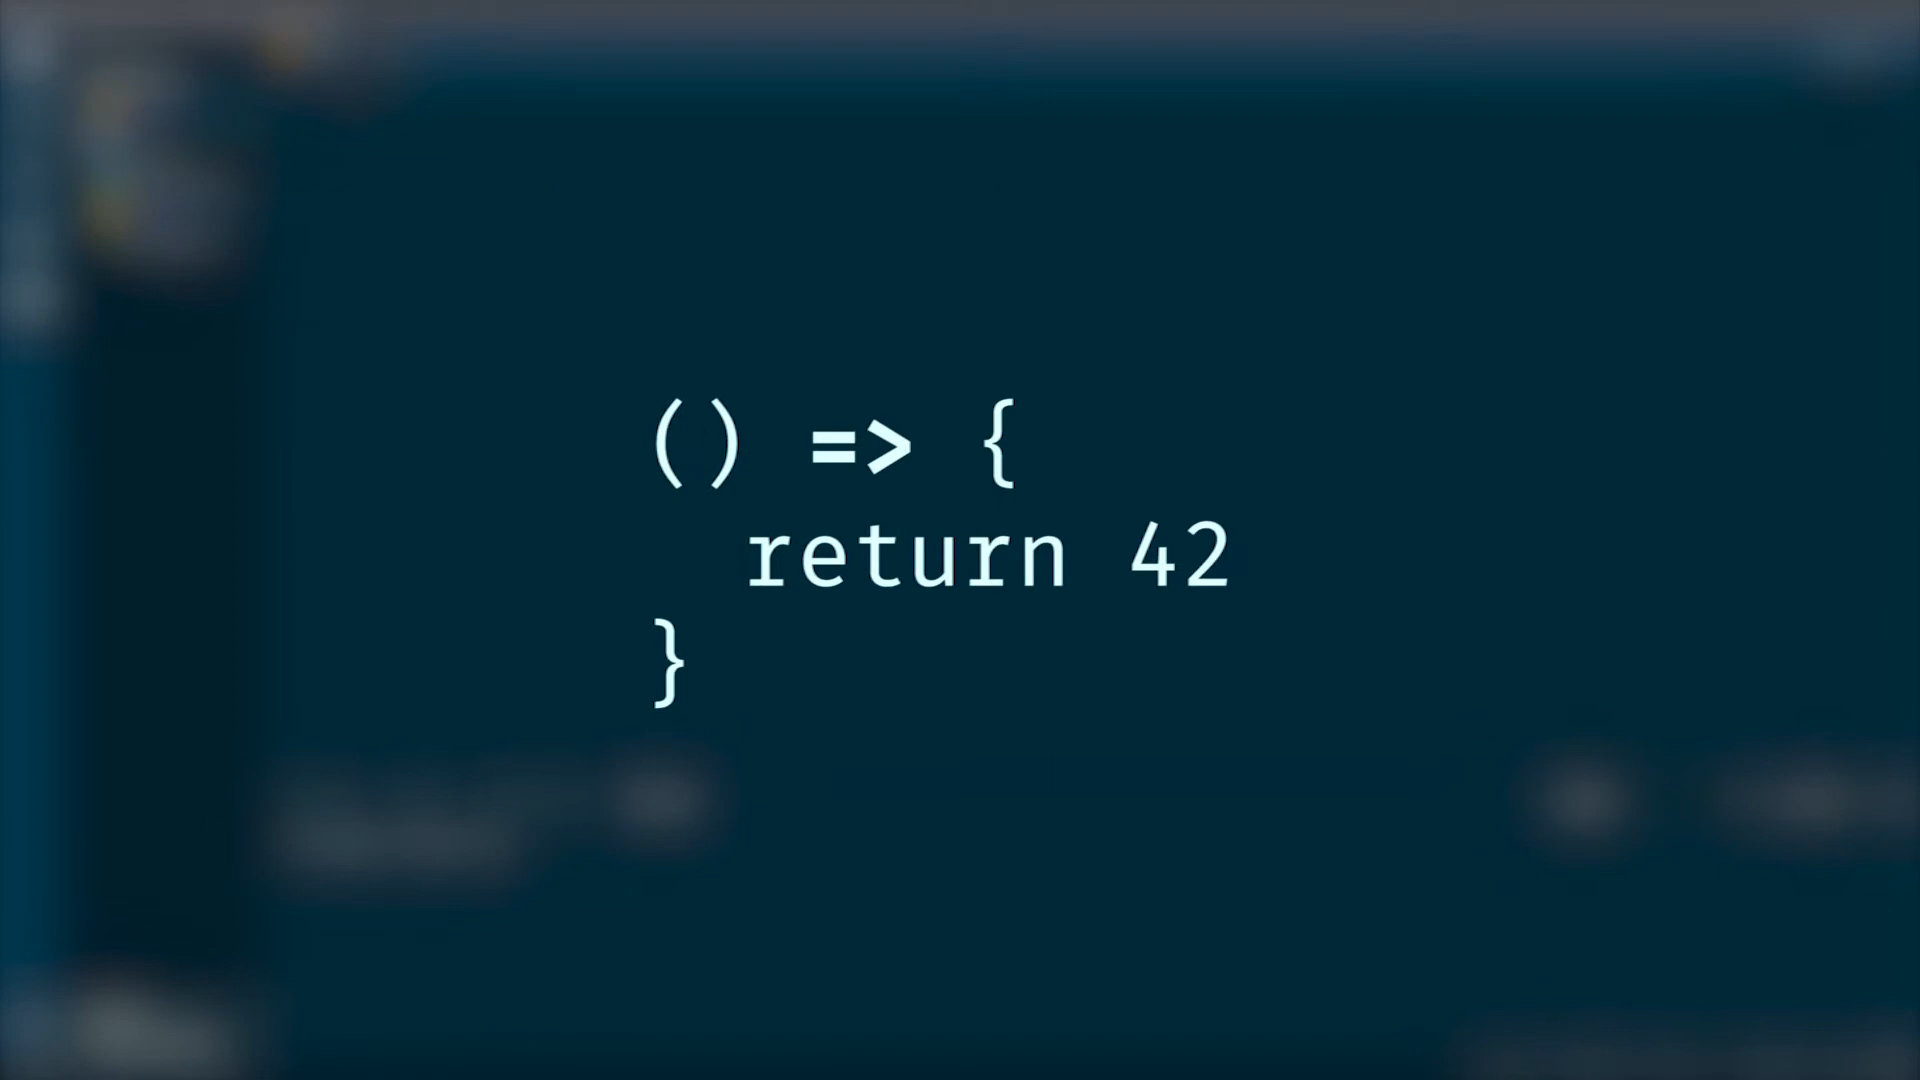 () => {
  return 42
}